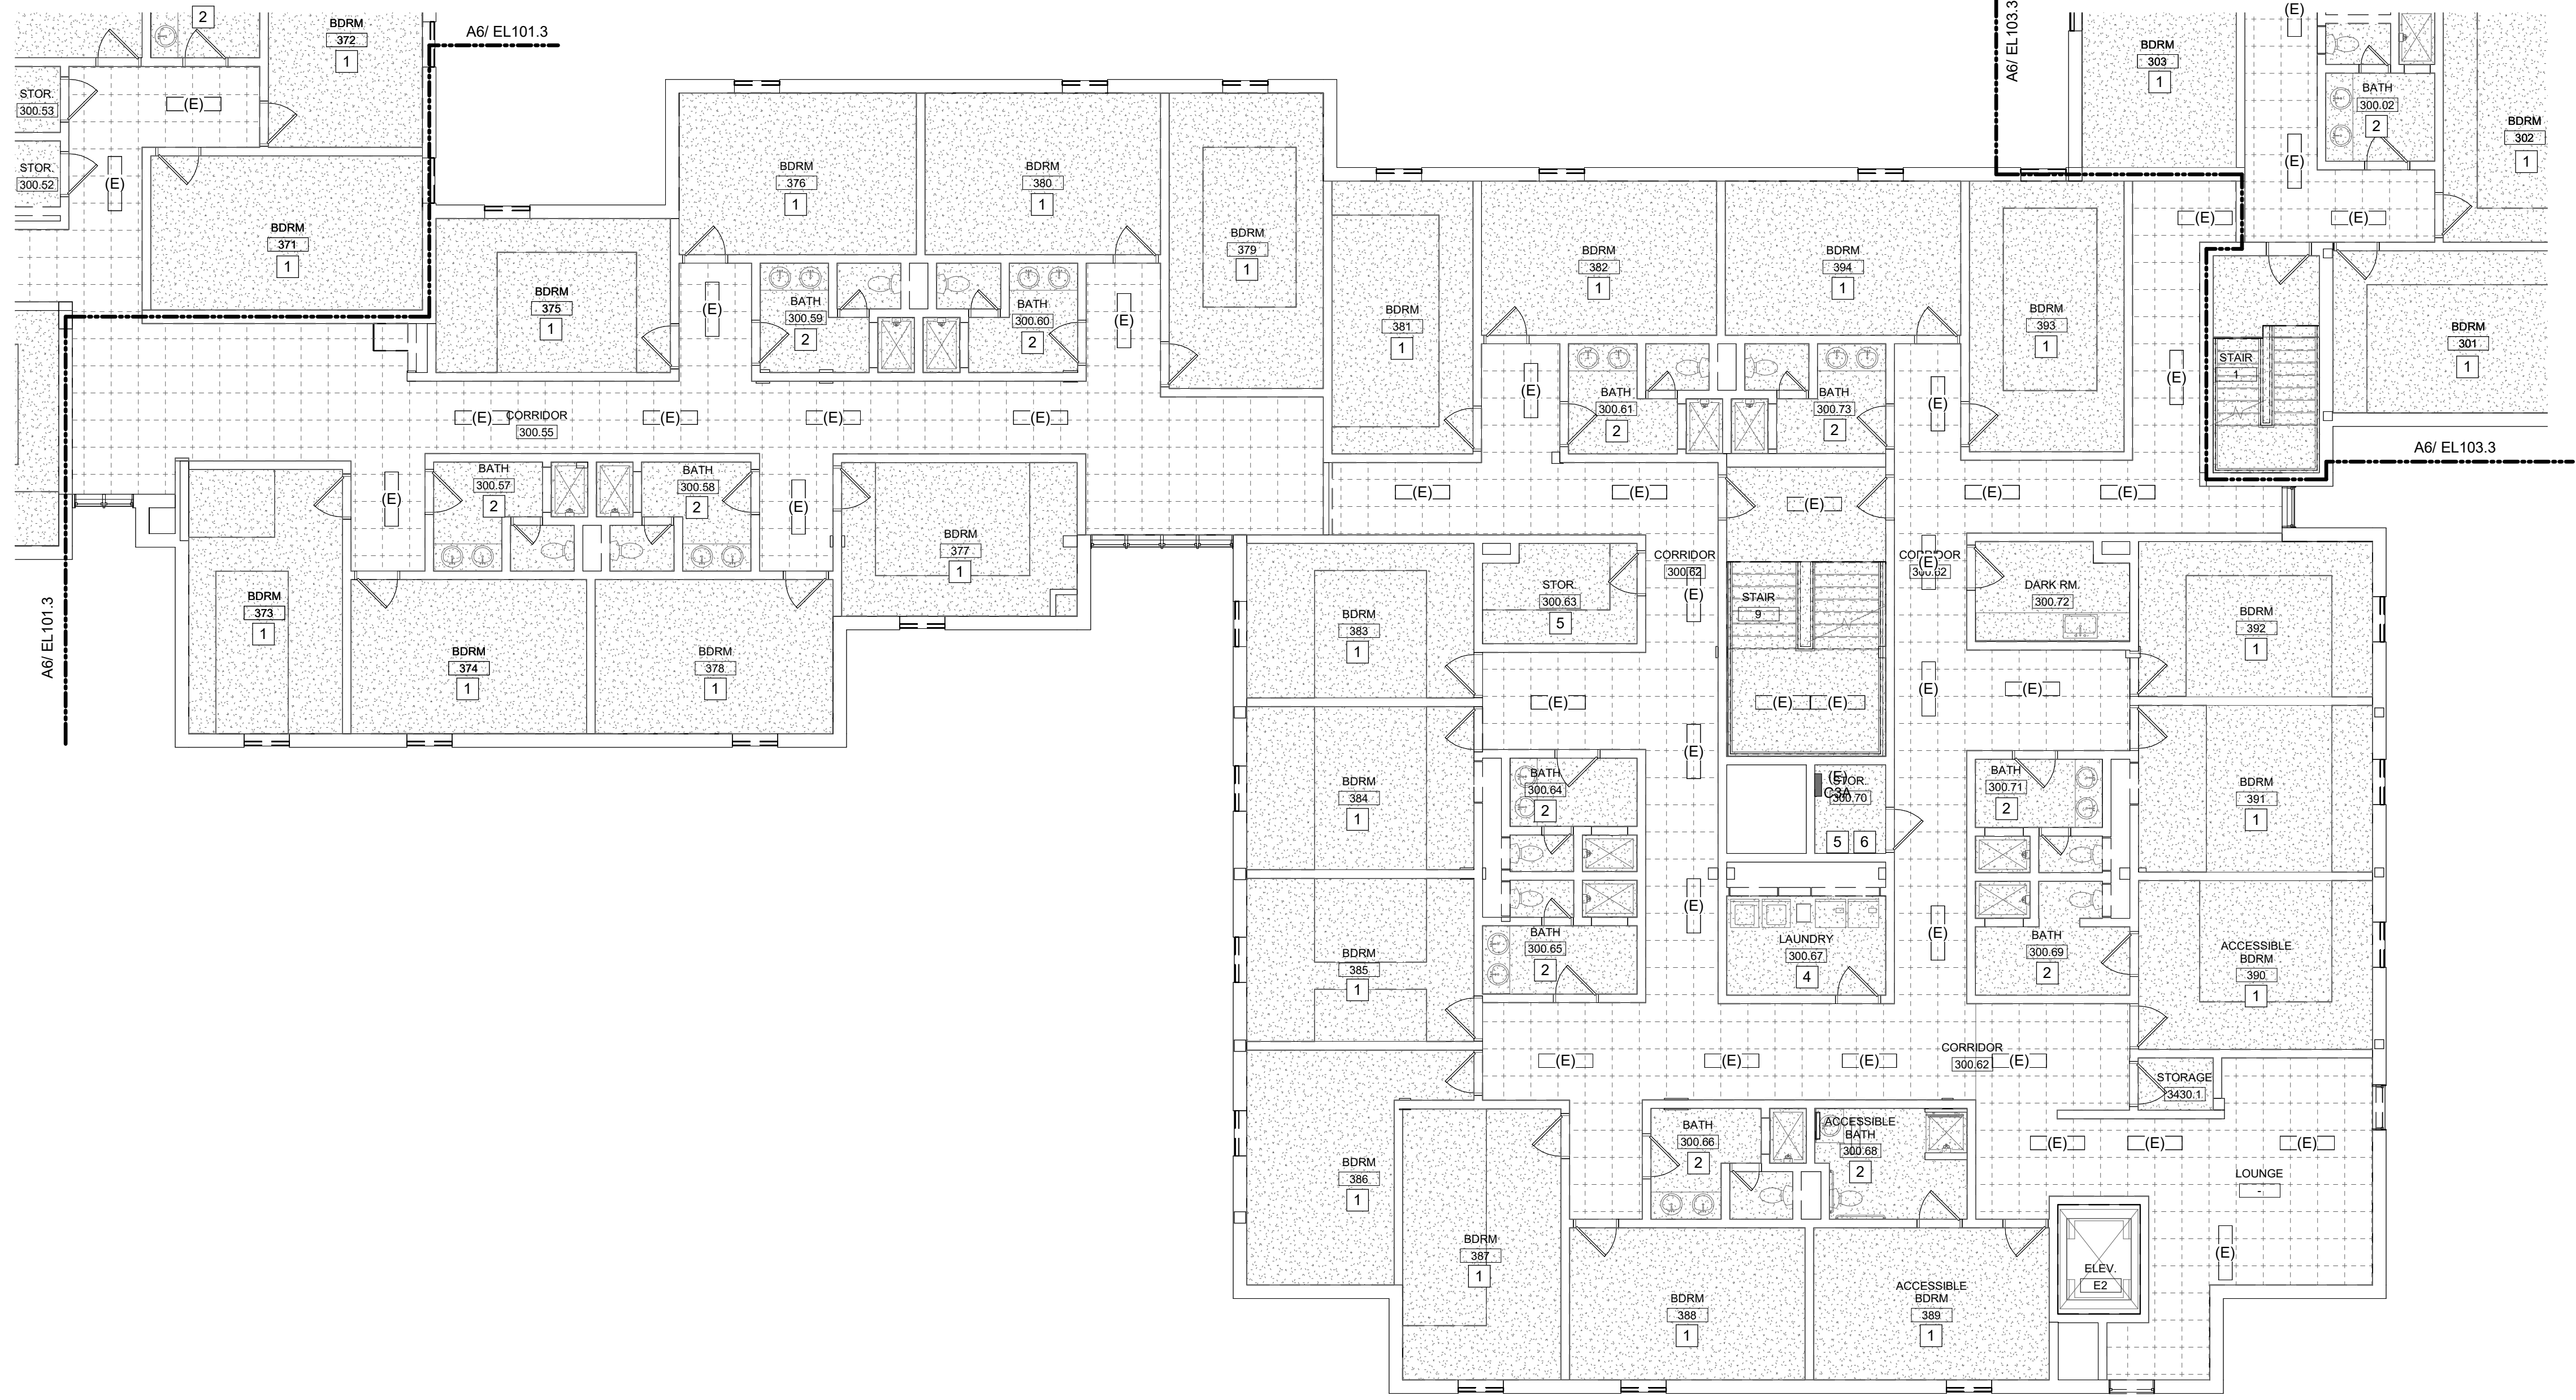 2
BDRM
372
1
A6/ EL101.3
STOR.
300.53
(E)
STOR.
300.52
(E)
BDRM
371
1
BDRM
375
1
BDRM
376
1
BDRM
380
1
BDRM
379
1
(E)
BATH
300.59
2
BATH
300.60
2
(E)
(E)
CORRIDOR
300.55
(E)
(E)
(E)
BDRM
381
1
BDRM
382
1
BDRM
394
1
BDRM
393
1
A6/ EL103.3
BDRM
303
1
(E)
BATH
300.02
2
(E)
BDRM
302
1
(E)
(E)
STAIR
1
BDRM
301
1
A6/ EL103.3
(E)
(E)
BATH
300.61
2
BATH
300.73
2
(E)
(E)
(E)
(E)
(E)
(E)
A6/ EL101.3
BDRM
373
1
(E)
BATH
300.57
2
BATH
300.58
2
(E)
BDRM
377
1
BDRM
374
1
BDRM
378
1
BDRM
383
1
STOR.
300.63
5
CORRIDOR
300.62
(E)
STAIR
9
CORRIDOR
300.62
(E)
DARK RM.
300.72
BDRM
392
1
(E)
(E)
(E)
(E)
(E)
(E)
BDRM
384
1
BATH
300.64
2
(E)
STOR.
C3A
300.70
5
6
BATH
300.71
2
BDRM
391
1
BDRM
385
1
BATH
300.65
2
(E)
LAUNDRY
300.67
4
(E)
BATH
300.69
2
ACCESSIBLE
BDRM
390
1
(E)
(E)
(E)
CORRIDOR
300.62
(E)
STORAGE
3430.1
BDRM
386
1
BDRM
387
1
BATH
300.66
2
ACCESSIBLE
BATH
300.68
2
(E)
(E)
(E)
LOUNGE
-
(E)
BDRM
388
1
ACCESSIBLE
BDRM
389
1
ELEV.
E2